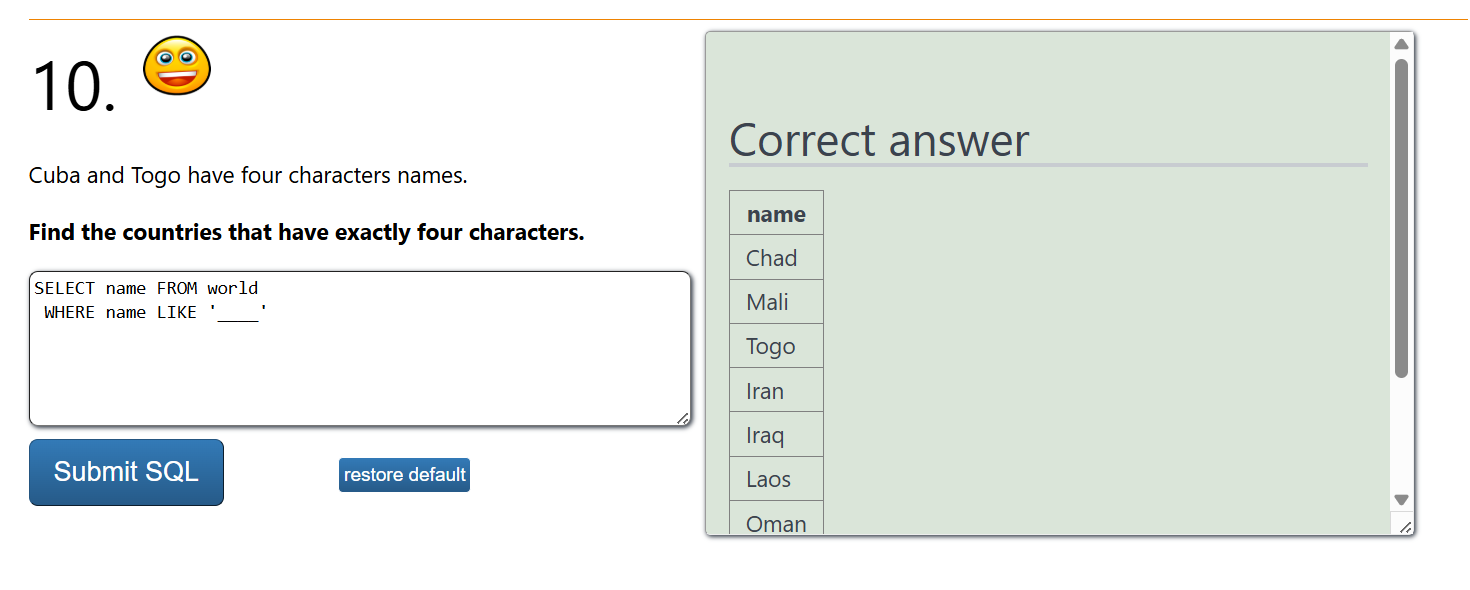 10.
Cuba and Togo have four characters names.
Find the countries that have exactly four characters.
SELECT name FROM world
WHERE name LIKE '____'
Submit SQL
restore default
Correct answer
name
Chad
Mali
Togo
Iran
Iraq
Laos
Oman